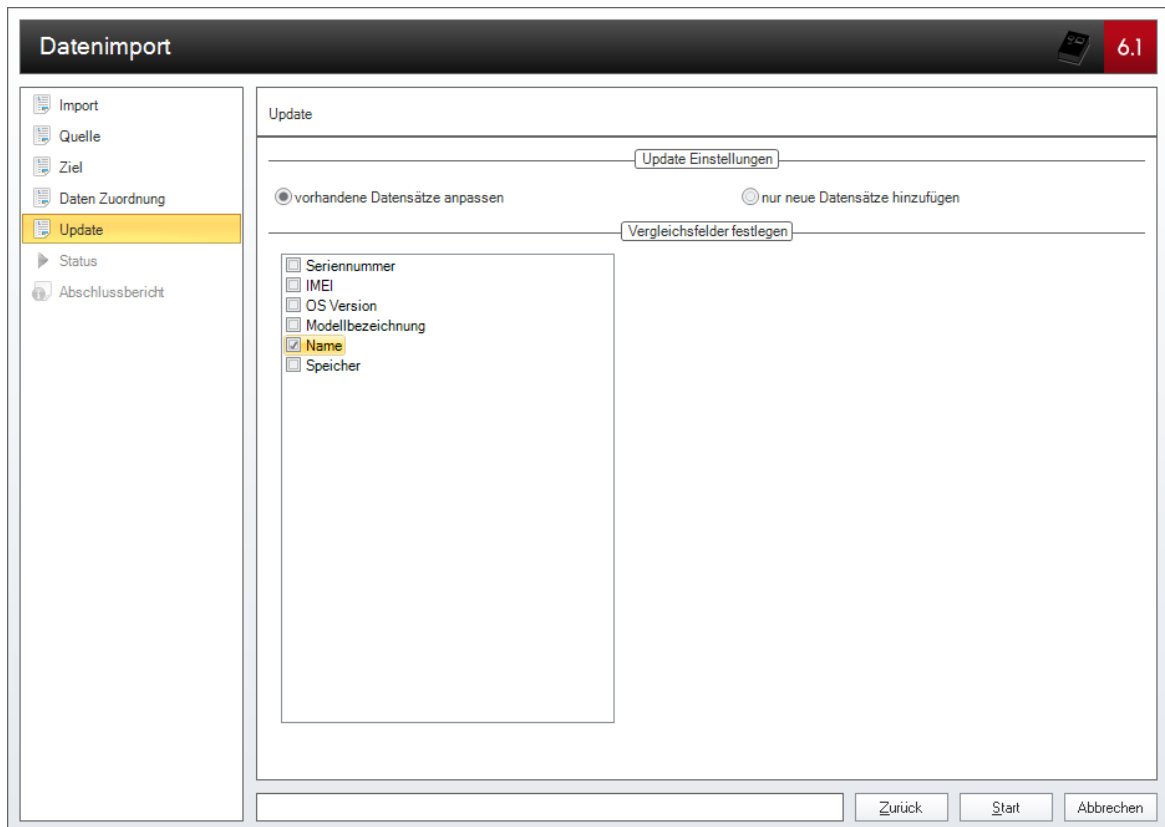 Datenimport
6.1
Import
Quelle
Ziel
Daten Zuordnung
Update
Status
Abschlussbericht
Update
Update Einstellungen
vorhandene Datensätze anpassen
nur neue Datensätze hinzufügen
Vergleichsfelder festlegen
Seriennummer
IMEI
OS Version
Modellbezeichnung
Name
Speicher
Zurück
Start
Abbrechen